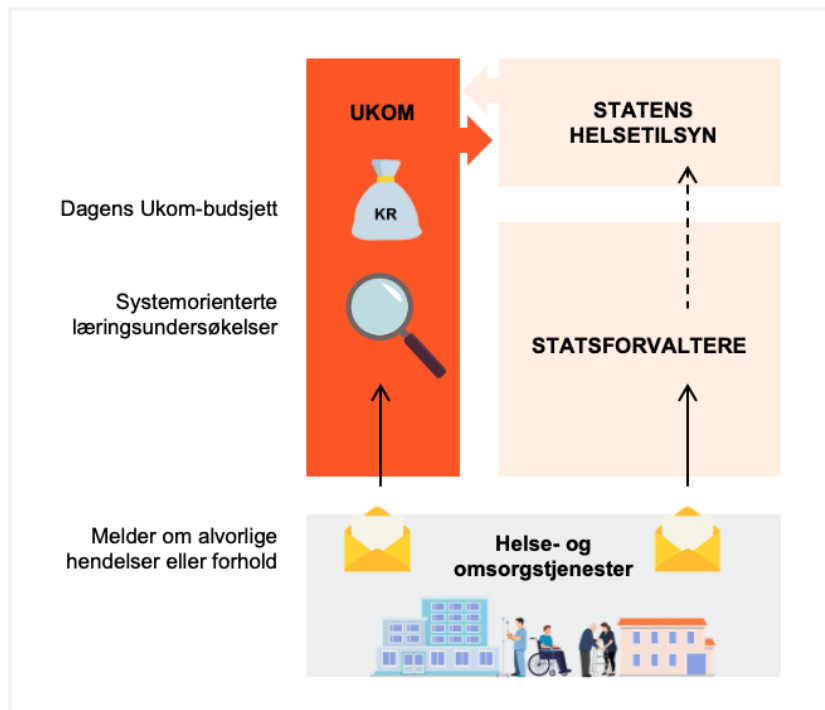 UKOM
STATENS
HELSETILSYN
Dagens Ukom-budsjett
KR
Systemorienterte
læringsundersøkelser
STATSFORVALTERE
Melder om alvorlige
hendelser eller forhold
Helse- og
omsorgstjenester